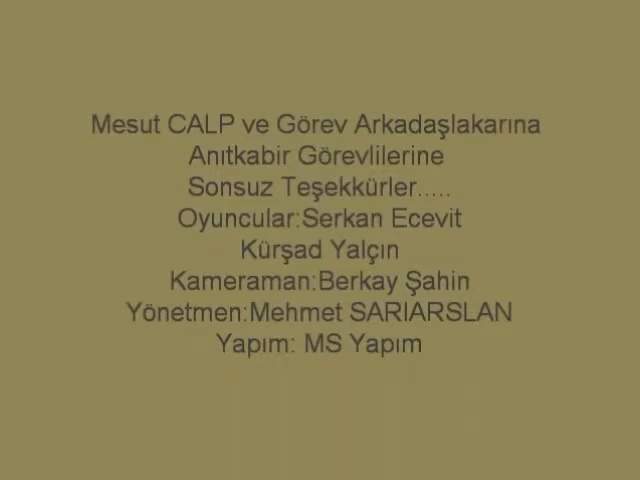 Mesut CALP ve Görev Arkadaşlakarına
Anıtkabir Görevlilerine
Sonsuz Teşekkürler.....
Oyuncular:Serkan Ecevit
Kürşad Yalçın
Kameraman:Berkay Şahin
Yönetmen:Mehmet SARIARSLAN
Yapım: MS Yapım